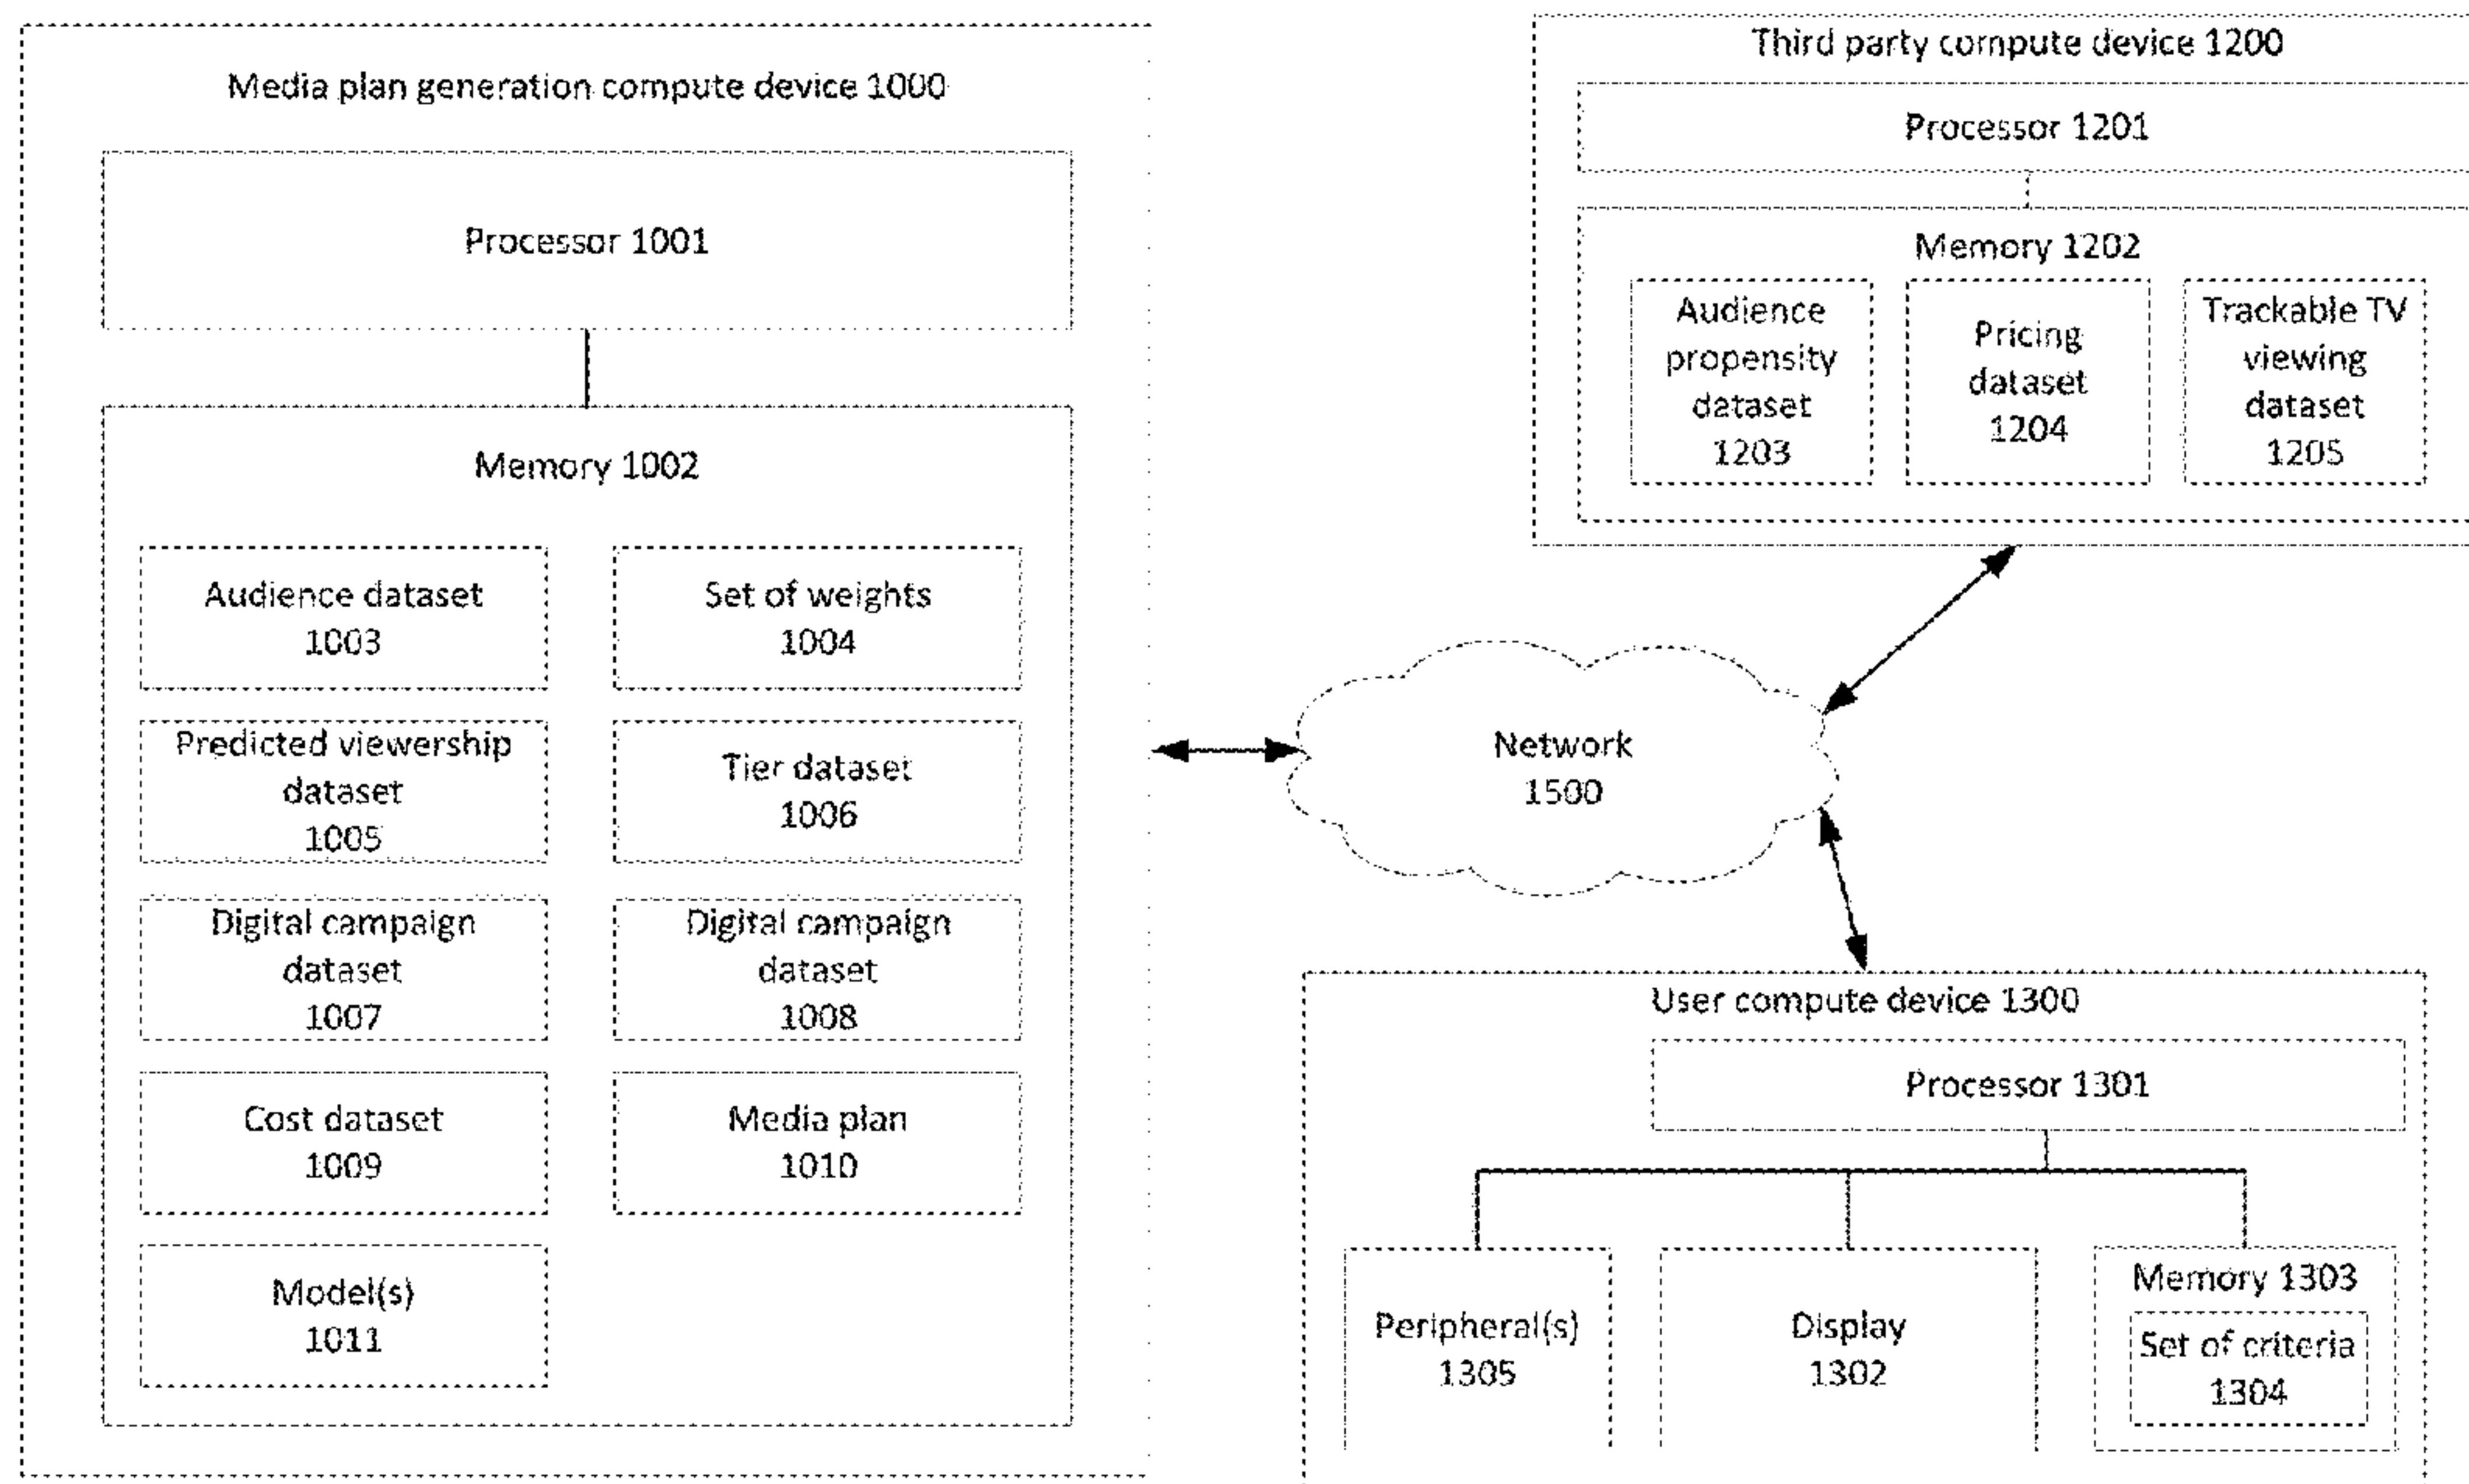 Media plan generation compute device 1000
Processor 1001
Memory 1002
Audience dataset
1003
Set of weights
1004
Predicted viewership
dataset
1005
Tier dataset
1006
Digital campaign
dataset
1007
Digital campaign
dataset
1008
Cost dataset
1009
Media plan
1010
Model(s)
1011
Network
1500
Third party compute device 1200
Processor 1201
Memory 1202
Audience
propensity
dataset
1203
Pricing
dataset
1204
Trackable TV
viewing
dataset
1205
User compute device 1300
Processor 1301
Peripheral(s)
1305
Display
1302
Memory 1303
Set of criteria
1304